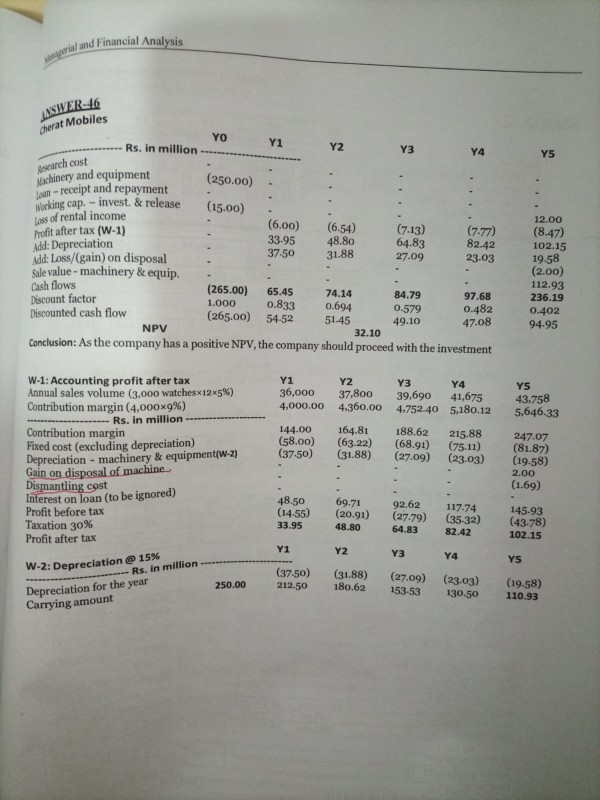 Managerial and Financial Analysis
ANSWER-46
Cherat Mobiles
Y0 Y1 Y2 Y3 Y4 Y5
---------------- Rs. in million ----------------
Research cost - - - - - -
Machinery and equipment (250.00) - - - - -
Loan – receipt and repayment - - - - - -
Working cap. – invest. & release (15.00) - - - - 12.00
Loss of rental income - (6.00) (6.54) (7.13) (7.77) (8.47)
Profit after tax (W-1) - 33.95 48.80 64.83 82.42 102.15
Add: Depreciation - 37.50 31.88 27.09 23.03 19.58
Add: Loss/(gain) on disposal - - - - - (2.00)
Sale value - machinery & equip. - - - - - 112.93
Cash flows (265.00) 65.45 74.14 84.79 97.68 236.19
Discount factor 1.000 0.833 0.694 0.579 0.482 0.402
Discounted cash flow (265.00) 54.52 51.45 49.10 47.08 94.95
NPV 32.10
Conclusion: As the company has a positive NPV, the company should proceed with the investment
W-1: Accounting profit after tax Y1 Y2 Y3 Y4 Y5
Annual sales volume (3,000 watches×12×5%) 36,000 37,800 39,690 41,675 43,758
Contribution margin (4,000×9%) 4,000.00 4,360.00 4,752.40 5,180.12 5,646.33
---------------- Rs. in million ----------------
Contribution margin 144.00 164.81 188.62 215.88 247.07
Fixed cost (excluding depreciation) (58.00) (63.22) (68.91) (75.11) (81.87)
Depreciation - machinery & equipment(W-2) (37.50) (31.88) (27.09) (23.03) (19.58)
Gain on disposal of machine - - - - 2.00
Dismantling cost - - - - (1.69)
Interest on loan (to be ignored) - - - - -
Profit before tax 48.50 69.71 92.62 117.74 145.93
Taxation 30% (14.55) (20.91) (27.79) (35.32) (43.78)
Profit after tax 33.95 48.80 64.83 82.42 102.15
W-2: Depreciation @ 15% Y1 Y2 Y3 Y4 Y5
---------------- Rs. in million ----------------
Depreciation for the year (37.50) (31.88) (27.09) (23.03) (19.58)
Carrying amount 250.00 212.50 180.62 153.53 130.50 110.93